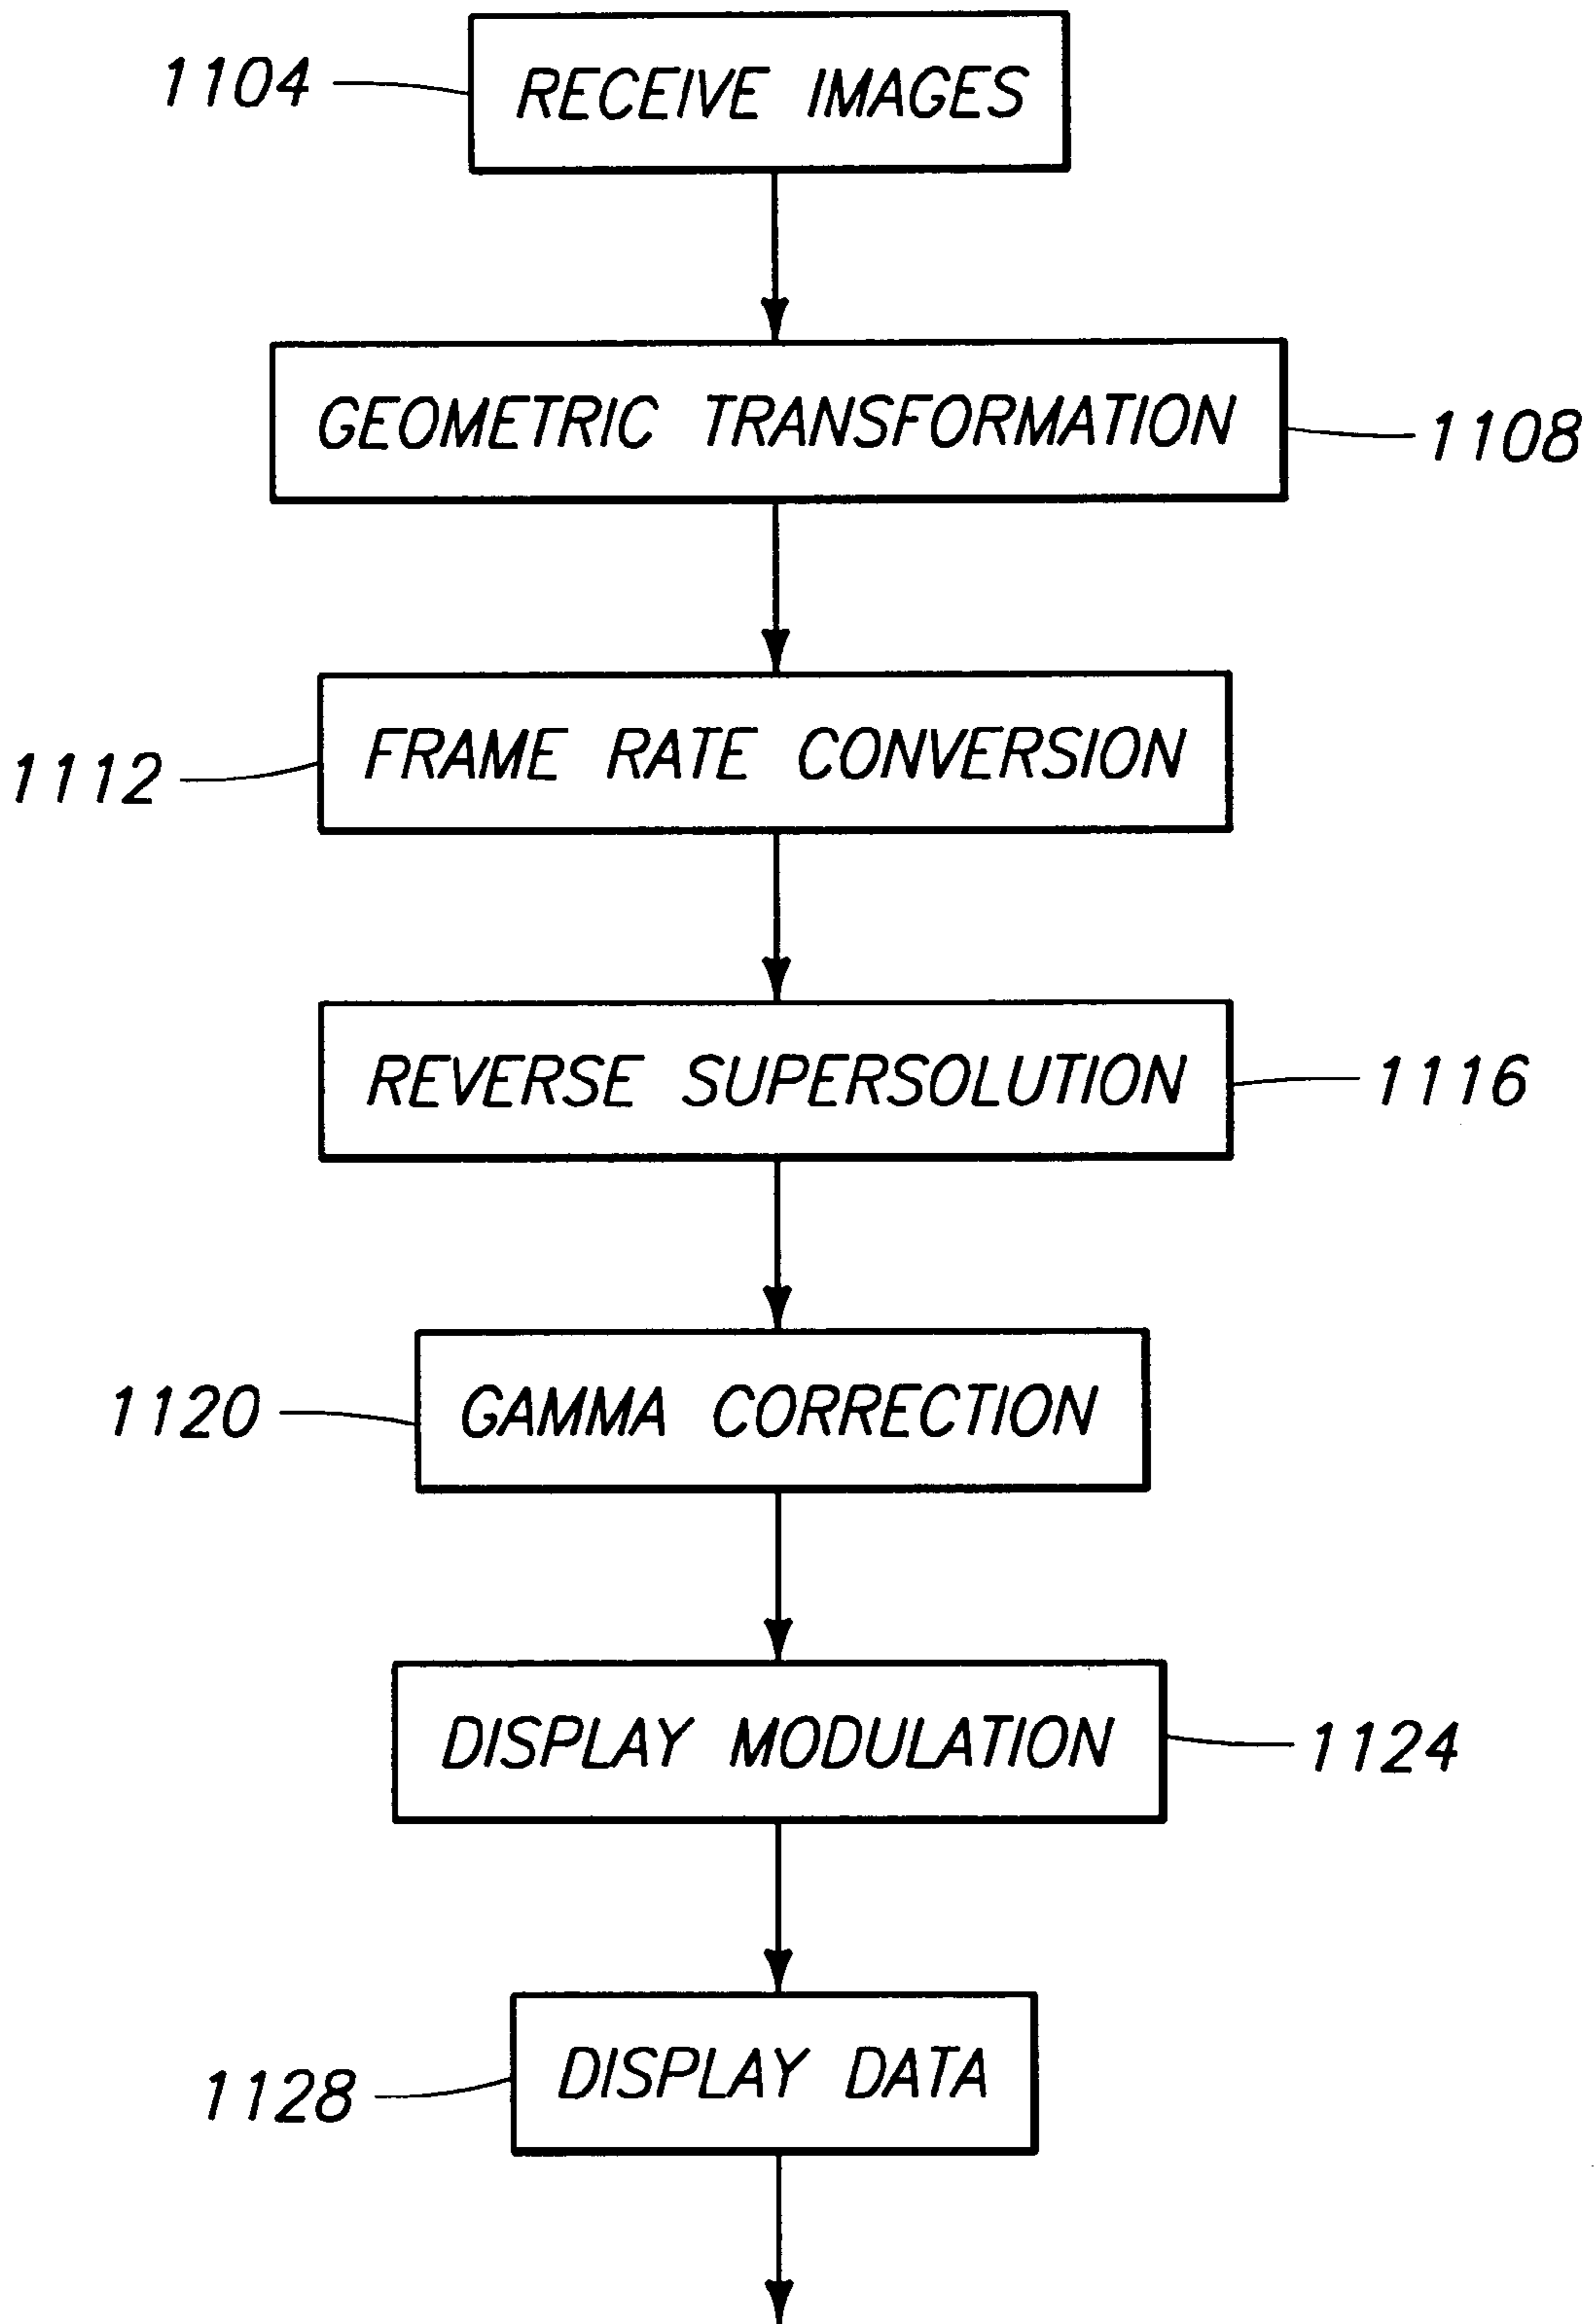 1104
RECEIVE IMAGES
GEOMETRIC TRANSFORMATION
1108
1112
FRAME RATE CONVERSION
REVERSE SUPERSOLUTION
1116
1120
GAMMA CORRECTION
DISPLAY MODULATION
1124
1128
DISPLAY DATA